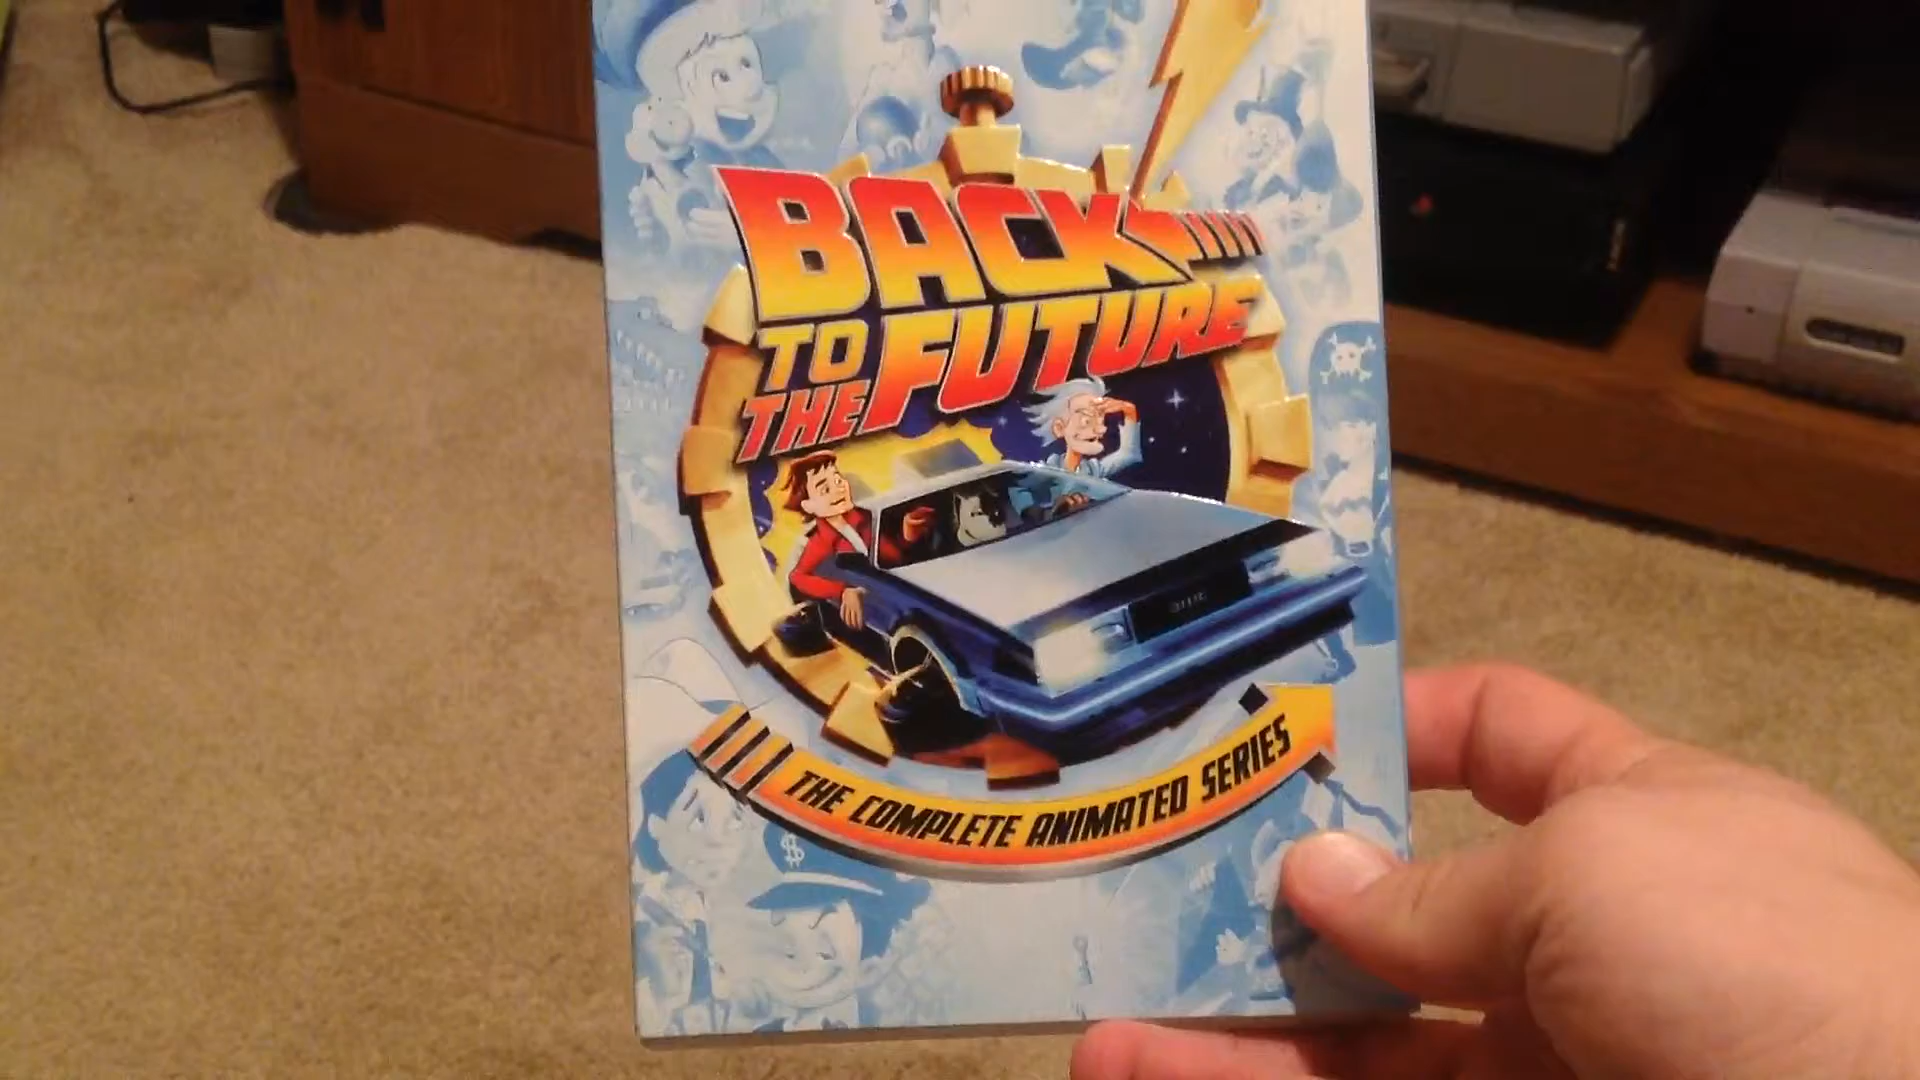 BACK
TO
THE FUTURE
THE COMPLETE ANIMATED SERIES
$